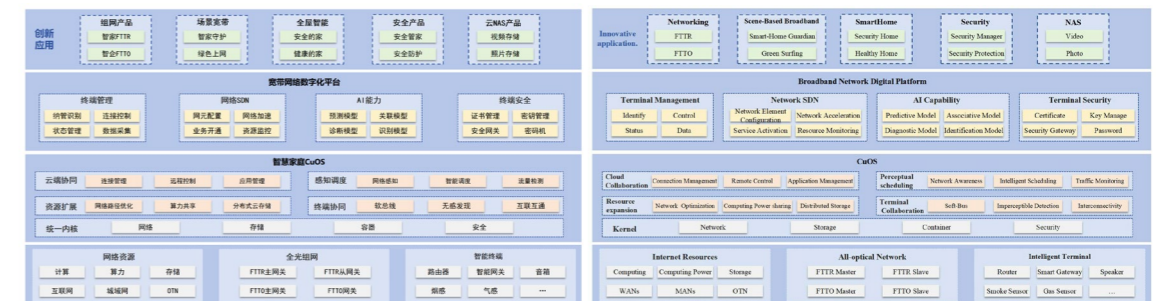 创新应用
组网产品 场景宽带 全屋智能 安全产品 云NAS产品
智家FTTR 智家守护 安全的家 安全管家 视频存储
智企FTTO 绿色上网 健康的家 安全防护 照片存储
宽带网络数字化平台
终端管理 网络SDN AI能力 终端安全
纳管识别 连接控制 网元配置 网络加速 预测模型 关联模型 证书管理 密钥管理
状态管理 数据采集 业务开通 资源监控 诊断模型 识别模型 安全网关 密码机
智慧家庭CuOS
云端协同 连接管理 远程控制 应用管理 感知调度 网络感知 智能调度 流量检测
资源扩展 网络路径优化 算力共享 分布式云存储 终端协同 软总线 无感发现 互联互通
统一内核 网络 存储 容器 安全
网络资源 全光组网 智能终端
计算 算力 存储 FTTR主网关 FTTR从网关 路由器 智能网关 音箱
互联网 城域网 OTN FTTO主网关 FTTO网关 烟感 气感 ...
Innovative application.
Networking Scene-Based Broadband SmartHome Security NAS
FTTR Smart-Home Guardian Security Home Security Manager Video
FTTO Green Surfing Healthy Home Security Protection Photo
Broadband Network Digital Platform
Terminal Management Network SDN AI Capability Terminal Security
Identify Control Network Element Configuration Network Acceleration Predictive Model Associative Model Certificate Key Manage
Status Data Service Activation Resource Monitoring Diagnostic Model Identification Model Security Gateway Password
CuOS
Cloud Collaboration Connection Management Remote Control Application Management Perceptual scheduling Network Awareness Intelligent Scheduling Traffic Monitoring
Resource expansion Network Optimization Computing Power sharing Distributed Storage Terminal Collaboration Soft Bus Imperceptible Detection Interconnectivity
Kernel Network Storage Container Security
Internet Resources All-optical Network Intelligent Terminal
Computing Computing Power Storage FTTR Master FTTR Slave Router Smart Gateway Speaker
WANs MANs OTN FTTO Master FTTO Slave Smoke Sensor Gas Sensor ...